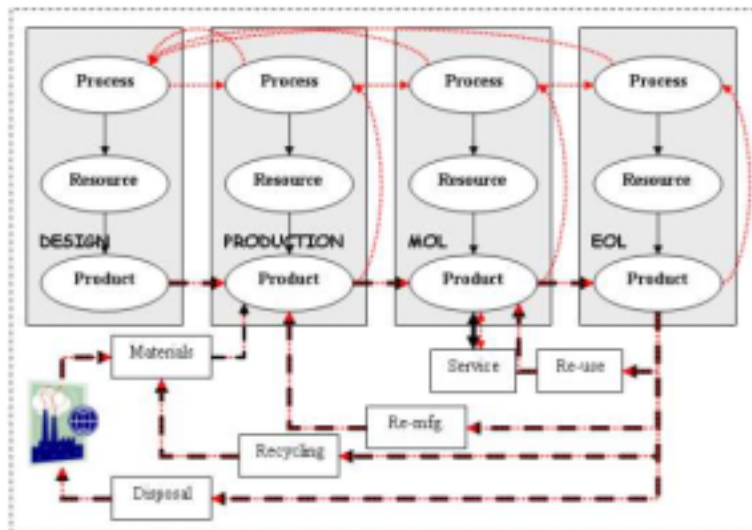 Process Process Process Process
Resource Resource Resource Resource
DESIGN PRODUCTION MOL EOL
Product Product Product Product
Materials
Service Re-use
Re-mfg.
Recycling
Disposal